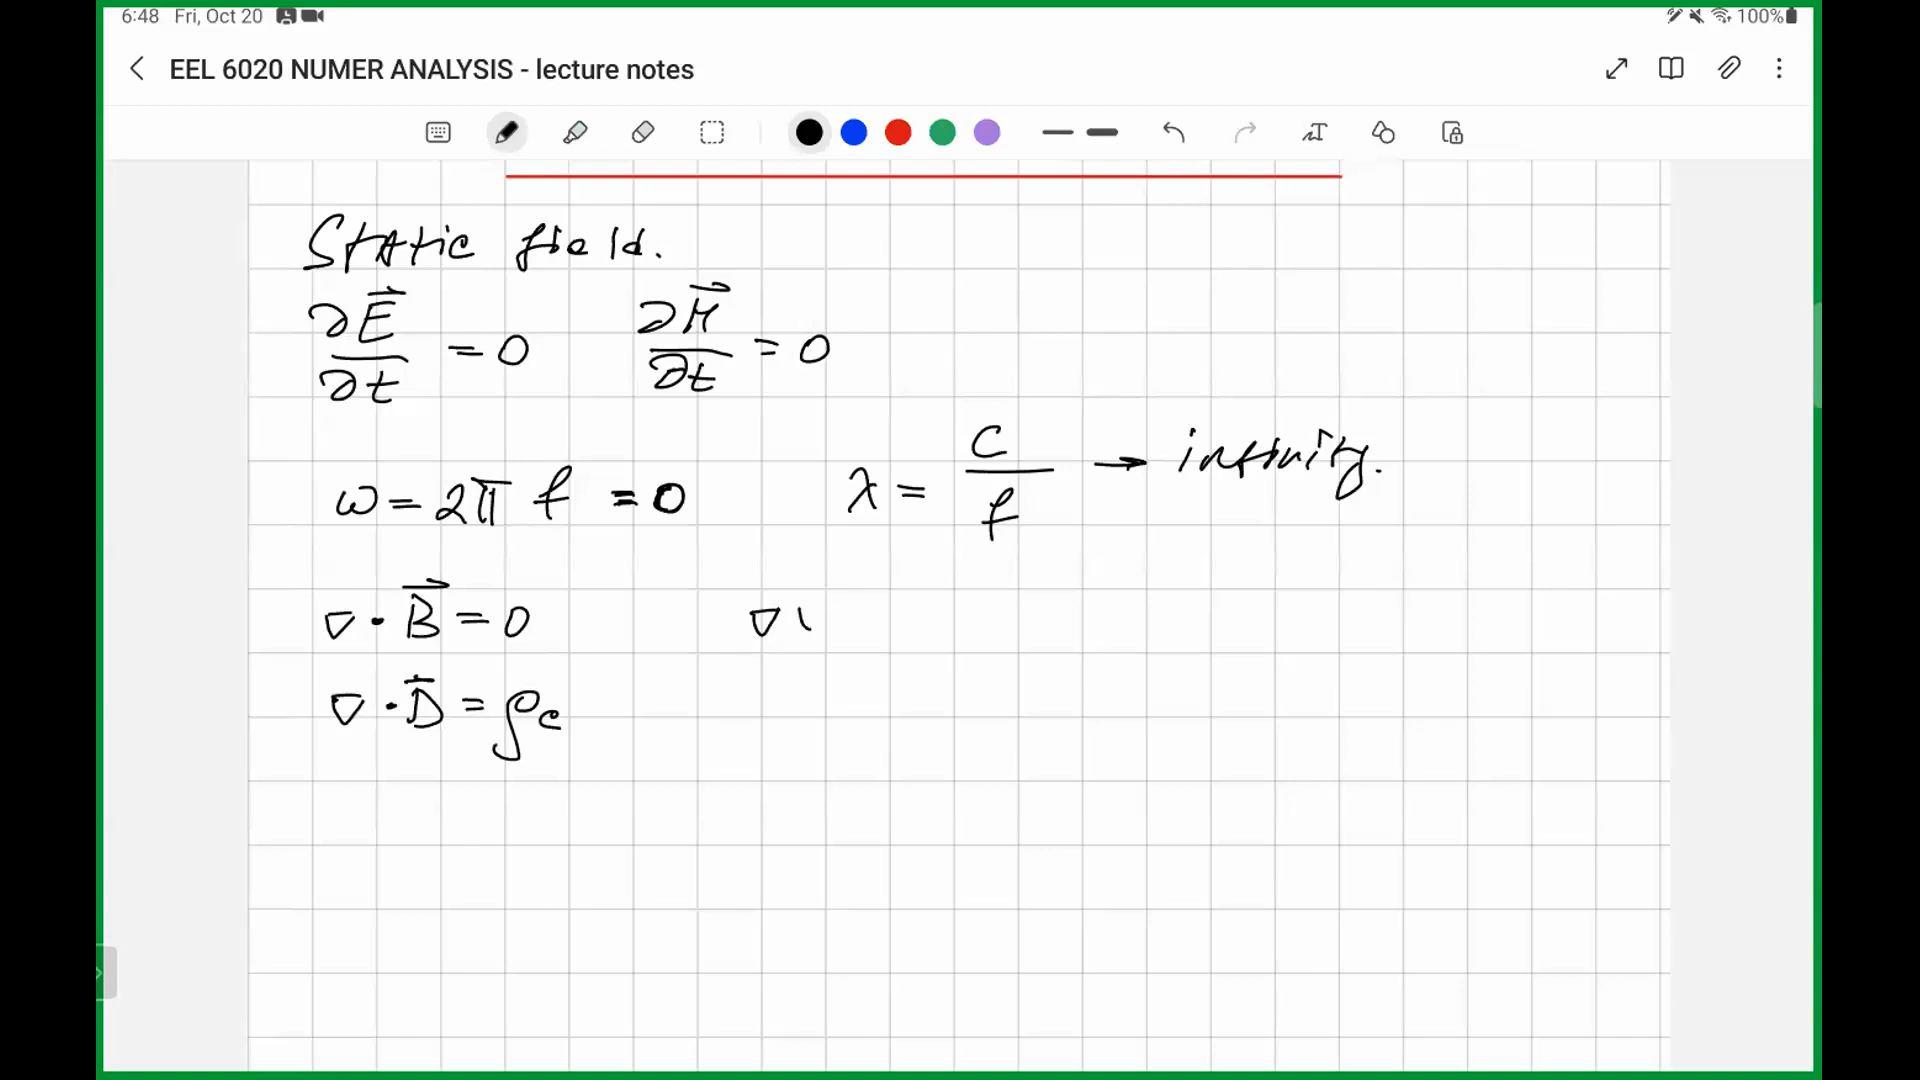 6:48 Fri, Oct 20 100%
EEL 6020 NUMER ANALYSIS - lecture notes
Static field.
∂E⃗/∂t = 0 ∂H⃗/∂t = 0
ω = 2π f = 0 λ = C/f → infinity.
∇ · B⃗ = 0 ∇ \
∇ · D⃗ = ρe